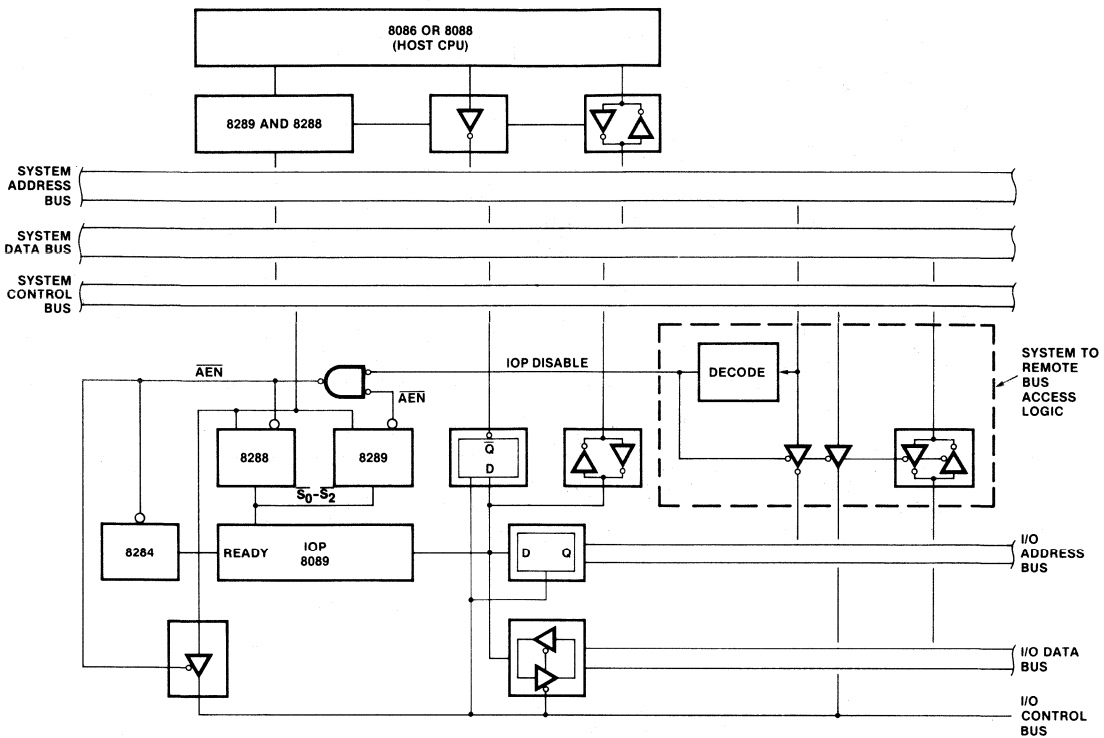 8086 OR 8088
(HOST CPU)
8289 AND 8288
SYSTEM
ADDRESS
BUS
SYSTEM
DATA BUS
SYSTEM
CONTROL
BUS
AEN
IOP DISABLE
DECODE
SYSTEM TO
REMOTE
BUS
ACCESS
LOGIC
AEN
8288
8289
Q
D
S0-S2
8284
READY
IOP
8089
D Q
I/O
ADDRESS
BUS
I/O DATA
BUS
I/O
CONTROL
BUS